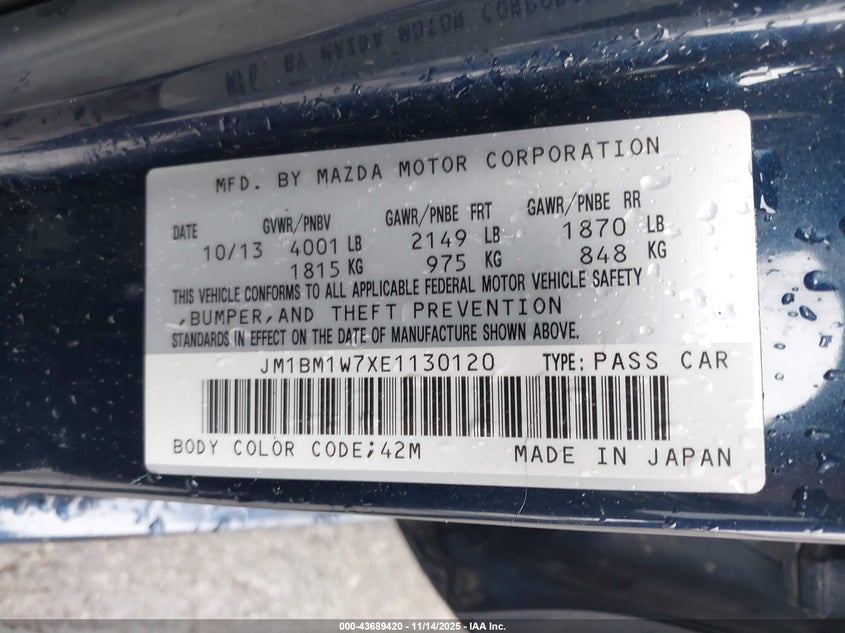 MFD. BY MAZDA MOTOR CORPORATION
DATE GVWR/PNBV GAWR/PNBE FRT GAWR/PNBE RR
10/13 4001 LB 2149 LB 1870 LB
1815 KG 975 KG 848 KG
THIS VEHICLE CONFORMS TO ALL APPLICABLE FEDERAL MOTOR VEHICLE SAFETY
,BUMPER,AND THEFT PREVENTION
STANDARDS IN EFFECT ON THE DATE OF MANUFACTURE SHOWN ABOVE.
JM1BM1W7XE1130120 TYPE: PASS CAR
BODY COLOR CODE;42M MADE IN JAPAN
000-43689420 - 11/14/2025 - IAA Inc.